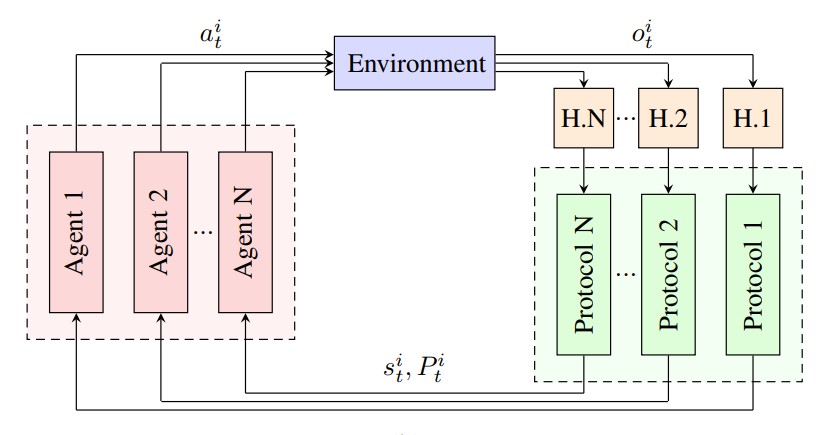 a_t^i
o_t^i
Environment
H.N ... H.2 H.1
Agent 1
Agent 2
...
Agent N
Protocol N
...
Protocol 2
Protocol 1
s_t^i, P_t^i